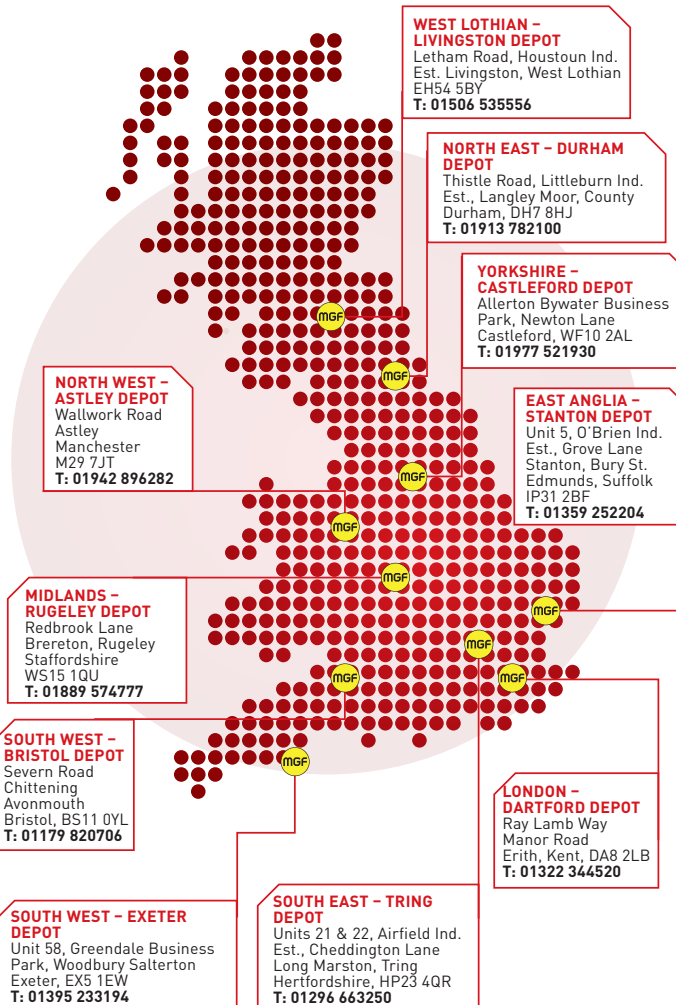 WEST LOTHIAN –
LIVINGSTON DEPOT
Letham Road, Houstoun Ind.
Est. Livingston, West Lothian
EH54 5BY
T: 01506 535556
NORTH EAST – DURHAM
DEPOT
Thistle Road, Littleburn Ind.
Est., Langley Moor, County
Durham, DH7 8HJ
T: 01913 782100
YORKSHIRE –
CASTLEFORD DEPOT
Allerton Bywater Business
Park, Newton Lane
Castleford, WF10 2AL
T: 01977 521930
MGF
MGF
NORTH WEST –
ASTLEY DEPOT
Wallwork Road
Astley
Manchester
M29 7JT
T: 01942 896282
EAST ANGLIA –
STANTON DEPOT
Unit 5, O'Brien Ind.
Est., Grove Lane
Stanton, Bury St.
Edmunds, Suffolk
IP31 2BF
T: 01359 252204
MGF
MGF
MGF
MGF
MIDLANDS –
RUGELEY DEPOT
Redbrook Lane
Brereton, Rugeley
Staffordshire
WS15 1QU
T: 01889 574777
MGF
MGF
MGF
SOUTH WEST –
BRISTOL DEPOT
Severn Road
Chittening
Avonmouth
Bristol, BS11 0YL
T: 01179 820706
MGF
LONDON –
DARTFORD DEPOT
Ray Lamb Way
Manor Road
Erith, Kent, DA8 2LB
T: 01322 344520
SOUTH WEST – EXETER
DEPOT
Unit 58, Greendale Business
Park, Woodbury Salterton
Exeter, EX5 1EW
T: 01395 233194
SOUTH EAST – TRING
DEPOT
Units 21 & 22, Airfield Ind.
Est., Cheddington Lane
Long Marston, Tring
Hertfordshire, HP23 4QR
T: 01296 663250